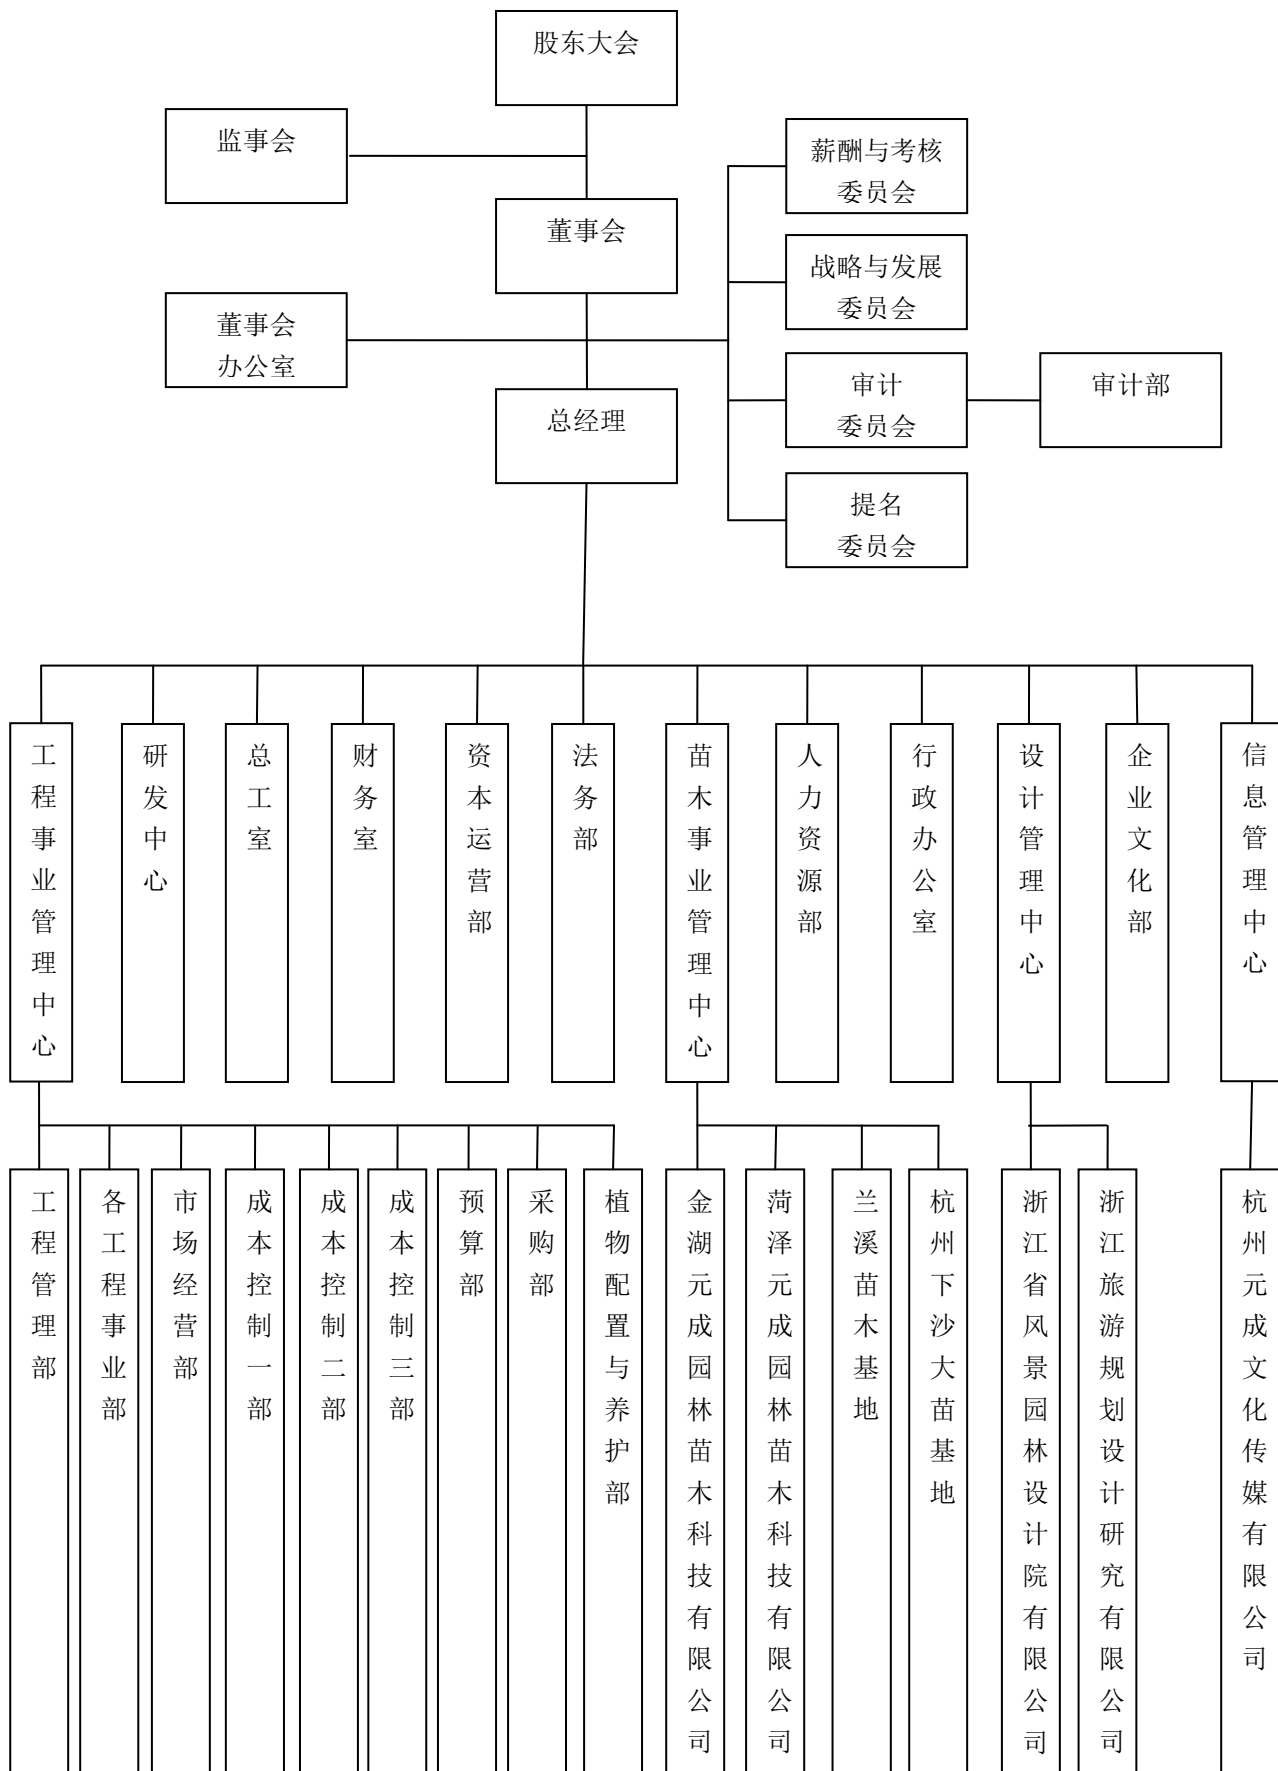 股东大会
监事会
薪酬与考核
委员会
董事会
战略与发展
委员会
董事会
办公室
审计
委员会
审计部
总经理
提名
委员会
工程事业管理中心
研发中心
总工室
财务室
资本运营部
法务部
苗木事业管理中心
人力资源部
行政办公室
设计管理中心
企业文化部
信息管理中心
工程管理部
各工程事业部
市场经营部
成本控制一部
成本控制二部
成本控制三部
预算部
采购部
植物配置与养护部
金湖元成园林苗木科技有限公司
菏泽元成园林苗木科技有限公司
兰溪苗木基地
杭州下沙大苗基地
浙江省风景园林设计院有限公司
浙江旅游规划设计研究有限公司
杭州元成文化传媒有限公司